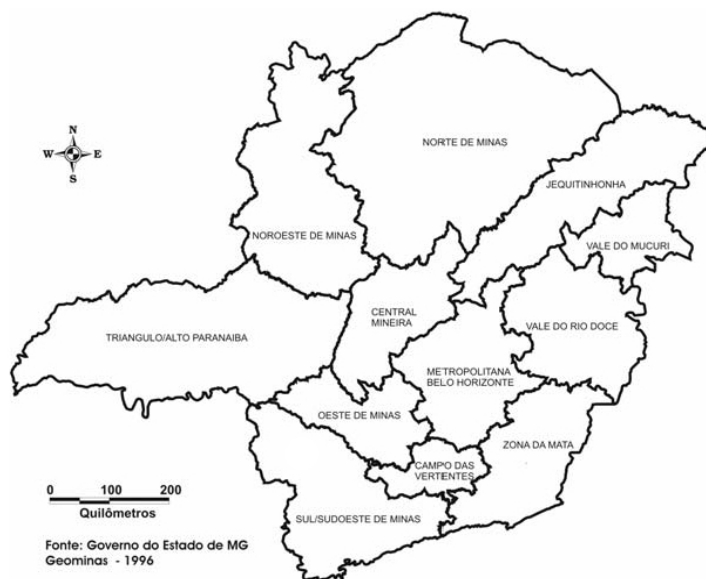 N
W E
S
NORTE DE MINAS
JEQUITINHONHA
NOROESTE DE MINAS
VALE DO MUCURI
TRIANGULO/ALTO PARANAIBA
CENTRAL
MINEIRA
VALE DO RIO DOCE
METROPOLITANA
BELO HORIZONTE
OESTE DE MINAS
ZONA DA MATA
CAMPO DAS
VERTENTES
SUL/SUDOESTE DE MINAS
0 100 200
Quilômetros
Fonte: Governo do Estado de MG
Geominas - 1996